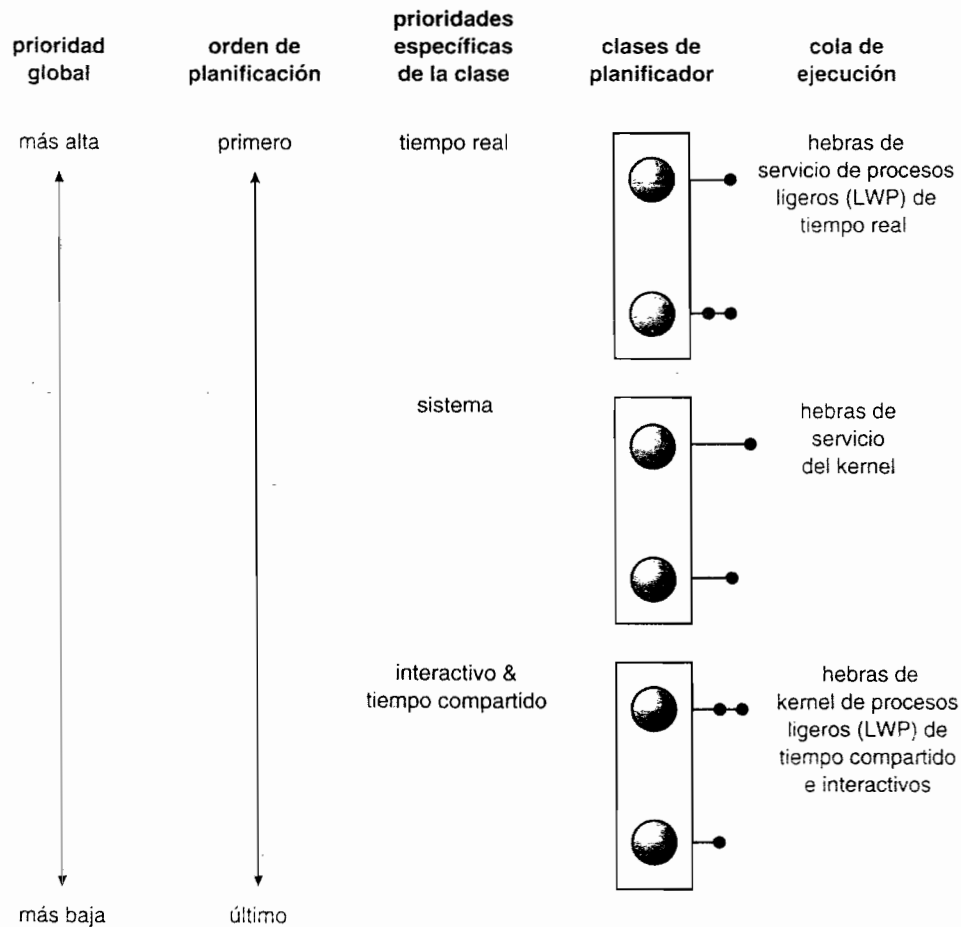 prioridad
global
orden de
planificación
prioridades
específicas
de la clase
clases de
planificador
cola de
ejecución
más alta
primero
tiempo real
hebras de
servicio de procesos
ligeros (LWP) de
tiempo real
sistema
hebras de
servicio
del kernel
interactivo &
tiempo compartido
hebras de
kernel de procesos
ligeros (LWP) de
tiempo compartido
e interactivos
más baja
último